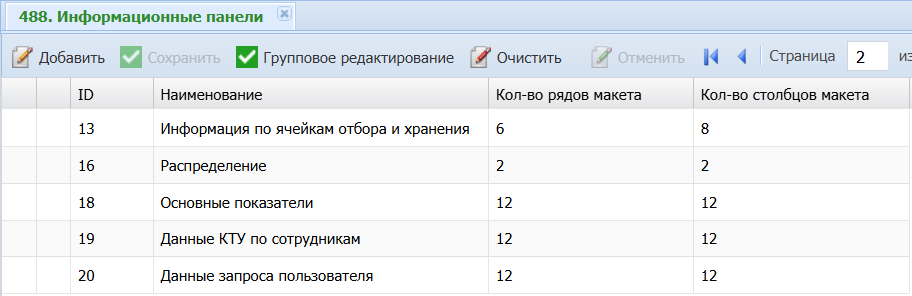 488. Информационные панели
Добавить Сохранить Групповое редактирование Очистить Отменить Страница 2 из
ID Наименование Кол-во рядов макета Кол-во столбцов макета
13 Информация по ячейкам отбора и хранения 6 8
16 Распределение 2 2
18 Основные показатели 12 12
19 Данные КТУ по сотрудникам 12 12
20 Данные запроса пользователя 12 12